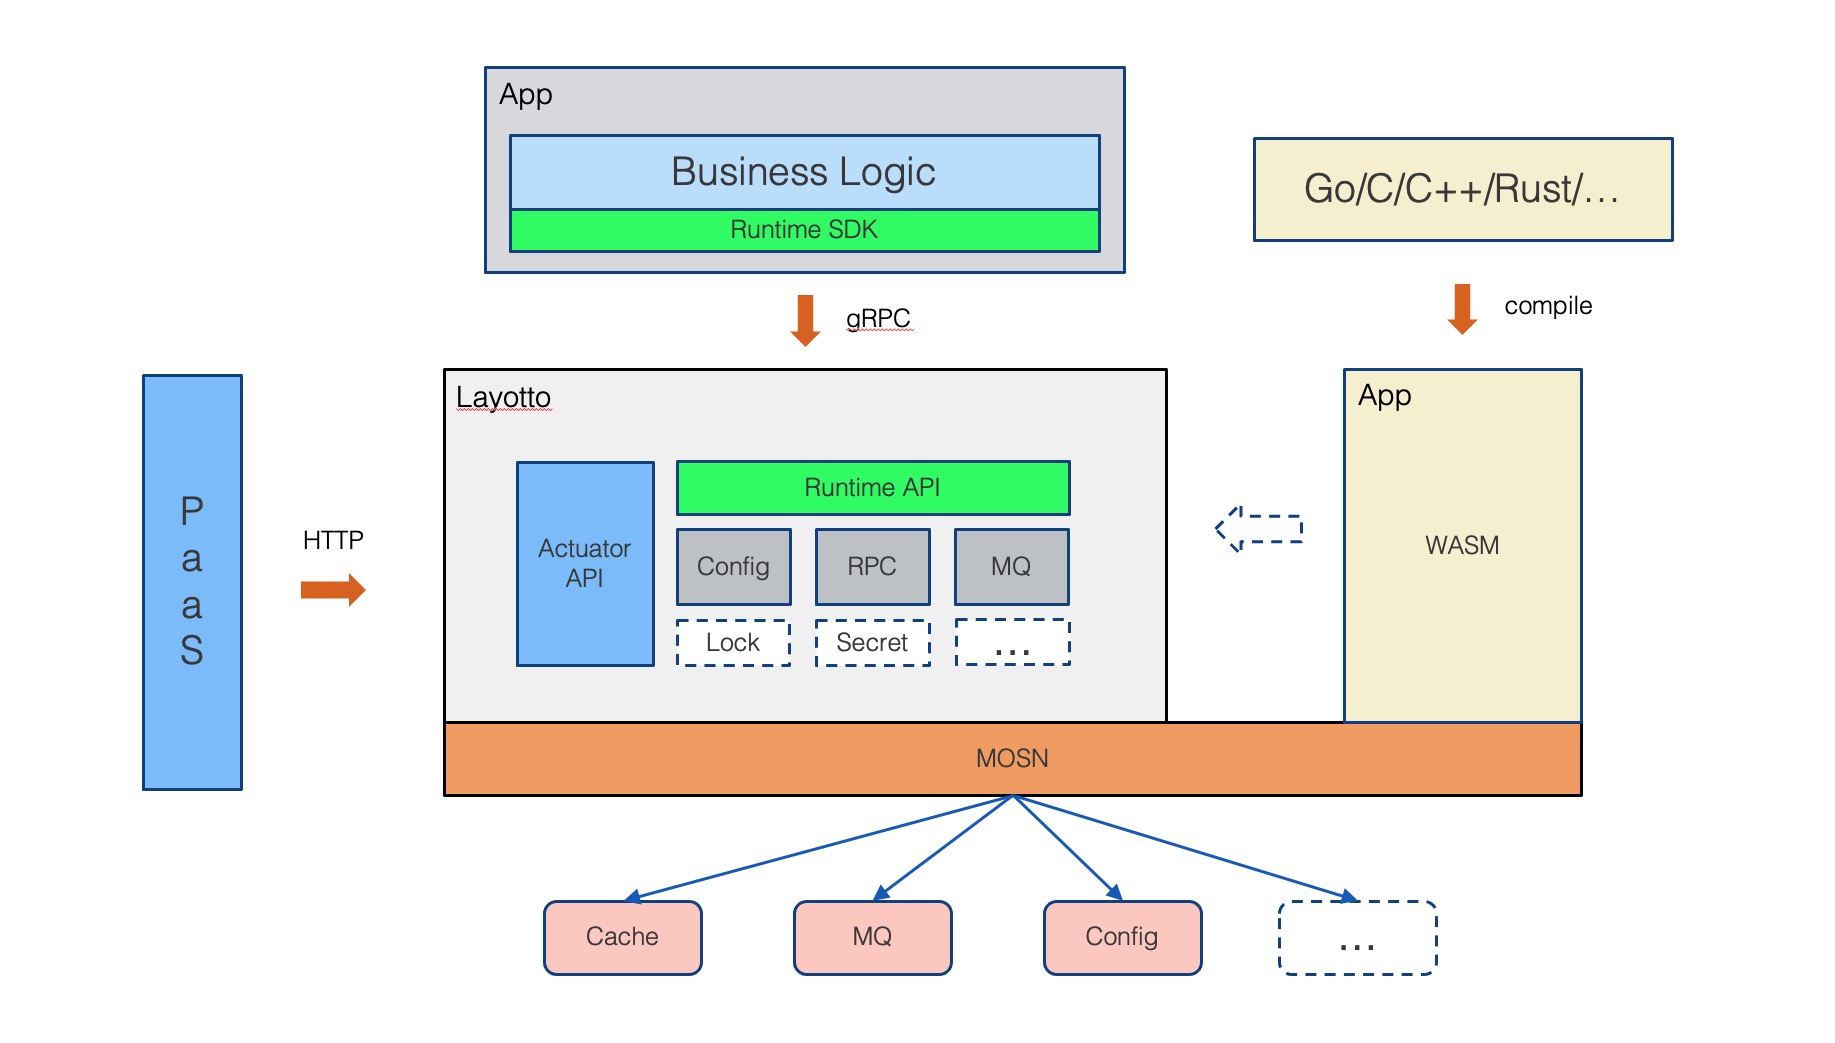 App
Business Logic
Runtime SDK
Go/C/C++/Rust/…
gRPC
compile
P
a
a
S
HTTP
Layotto
Actuator
API
Runtime API
Config
RPC
MQ
Lock
Secret
…
App
WASM
MOSN
Cache
MQ
Config
…